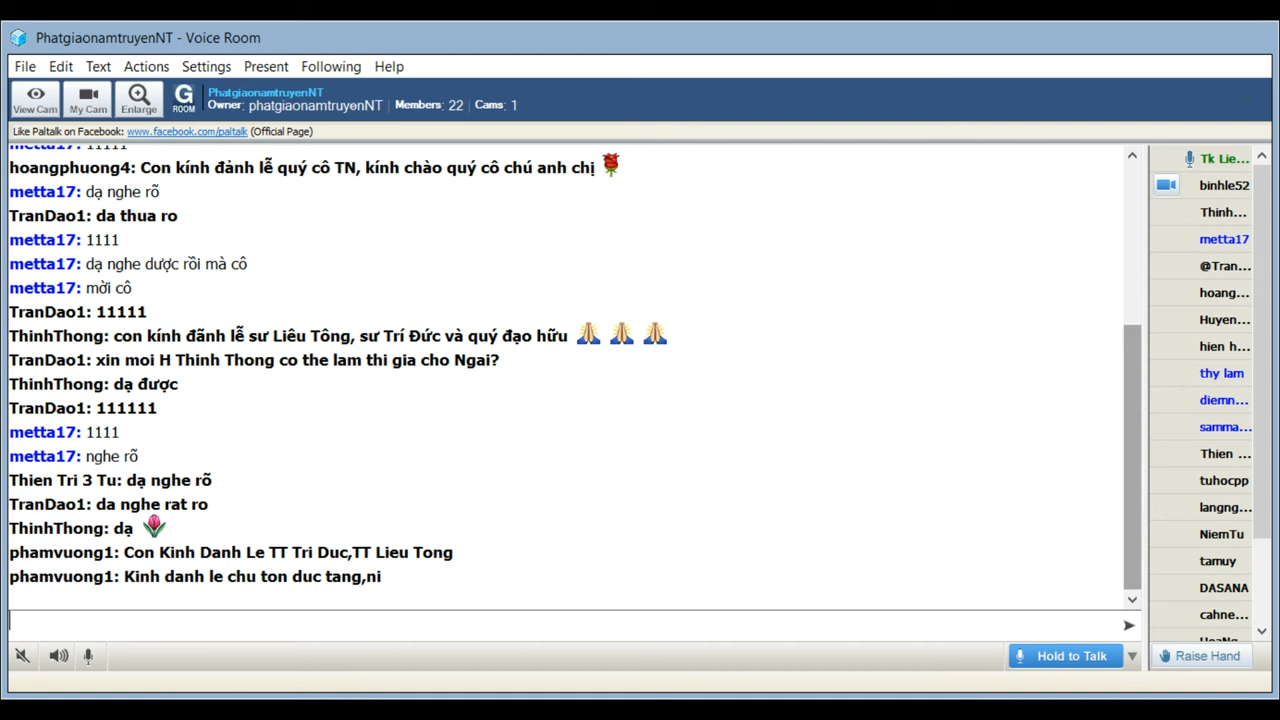 PhatgiaonamtruyenNT - Voice Room
File Edit Text Actions Settings Present Following Help
View Cam My Cam Enlarge G ROOM PhatgiaonamtruyenNT
Owner: phatgiaonamtruyenNT Members: 22 Cams: 1
Like Paltalk on Facebook: www.facebook.com/paltalk (Official Page)
metta17: 11111
hoangphuong4: Con kính đảnh lễ quý cô TN, kính chào quý cô chú anh chị
metta17: dạ nghe rõ
TranDao1: da thua ro
metta17: 1111
metta17: dạ nghe dược rồi mà cô
metta17: mời cô
TranDao1: 11111
ThinhThong: con kính đãnh lễ sư Liêu Tông, sư Trí Đức và quý đạo hữu
TranDao1: xin moi H Thinh Thong co the lam thi gia cho Ngai?
ThinhThong: dạ được
TranDao1: 111111
metta17: 1111
metta17: nghe rõ
Thien Tri 3 Tu: dạ nghe rõ
TranDao1: da nghe rat ro
ThinhThong: dạ
phamvuong1: Con Kinh Danh Le TT Tri Duc,TT Lieu Tong
phamvuong1: Kinh danh le chu ton duc tang,ni
Tk Lie...
binhle52
Thinh...
metta17
@Tran...
hoang...
Huyen...
hien h...
thy lam
diemn...
samma...
Thien ...
tuhocpp
langng...
NiemTu
tamuy
DASANA
cahne...
Hold to Talk
Raise Hand